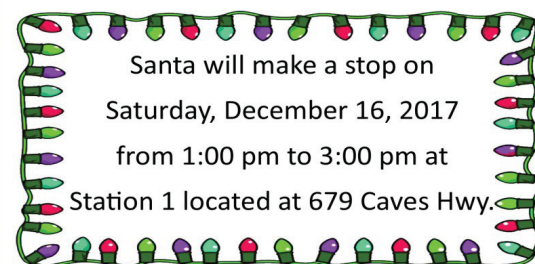 Santa will make a stop on
Saturday, December 16, 2017
from 1:00 pm to 3:00 pm at
Station 1 located at 679 Caves Hwy.